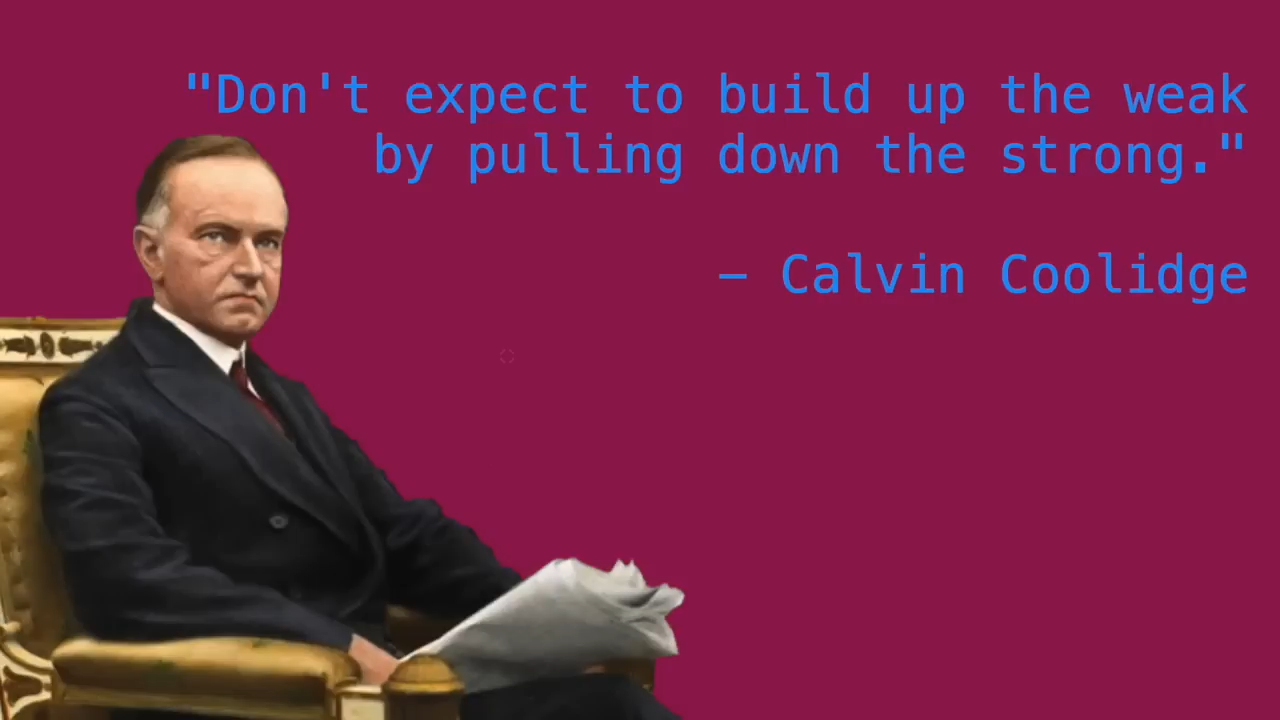 "Don't expect to build up the weak
by pulling down the strong."
– Calvin Coolidge